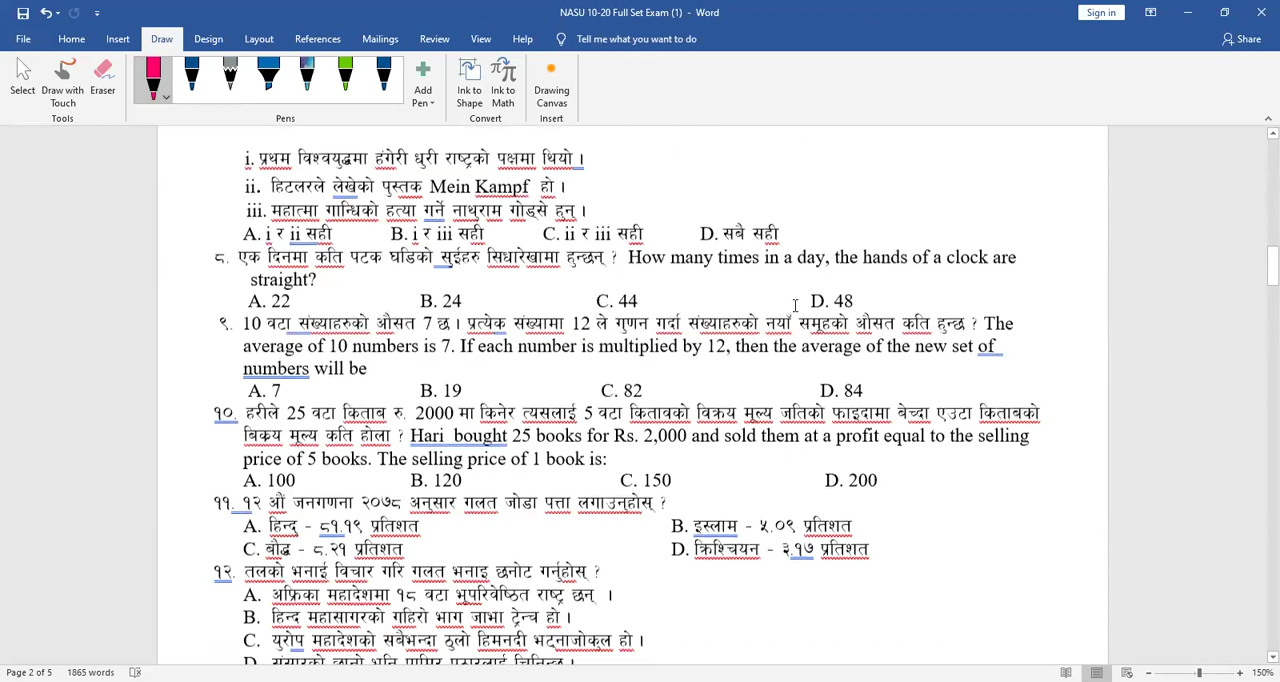 NASU 10-20 Full Set Exam (1) - Word
Sign in
File Home Insert Draw Design Layout References Mailings Review View Help Tell me what you want to do Share
Select Draw with Touch Eraser Add Pen Ink to Shape Ink to Math Drawing Canvas
Tools Pens Convert Insert
i. प्रथम विश्वयुद्धमा हंगेरी धुरी राष्ट्रको पक्षमा थियो ।
ii. हिटलरले लेखेको पुस्तक Mein Kampf हो ।
iii. महात्मा गान्धिको हत्या गर्ने नाथुराम गोड्से हुन् ।
A. i र ii सही B. i र iii सही C. ii र iii सही D. सबै सही
८. एक दिनमा कति पटक घडिको सुईहरु सिधारेखामा हुन्छन् ? How many times in a day, the hands of a clock are
straight?
A. 22 B. 24 C. 44 D. 48
९. 10 वटा संख्याहरुको औसत 7 छ । प्रत्येक संख्यामा 12 ले गुणन गर्दा संख्याहरुको नयाँ समूहको औसत कति हुन्छ ? The
average of 10 numbers is 7. If each number is multiplied by 12, then the average of the new set of
numbers will be
A. 7 B. 19 C. 82 D. 84
१०. हरीले 25 वटा किताब रु. 2000 मा किनेर त्यसलाई 5 वटा कितावको विक्रय मूल्य जतिको फाइदामा बेच्दा एउटा किताबको
बिकय मूल्य कति होला ? Hari bought 25 books for Rs. 2,000 and sold them at a profit equal to the selling
price of 5 books. The selling price of 1 book is:
A. 100 B. 120 C. 150 D. 200
११. १२ औं जनगणना २०७८ अनुसार गलत जोडा पत्ता लगाउनुहोस् ?
A. हिन्दु - ८१.१९ प्रतिशत B. इस्लाम - ५.०९ प्रतिशत
C. बौद्ध - ८.२१ प्रतिशत D. क्रिश्चियन - ३.१७ प्रतिशत
१२. तलको भनाई विचार गरि गलत भनाइ छनोट गर्नुहोस् ?
A. अफ्रिका महादेशमा १८ वटा भूपरिवेष्ठित राष्ट्र छन् ।
B. हिन्द महासागरको गहिरो भाग जाभा ट्रेन्च हो ।
C. युरोप महादेशको सबैभन्दा ठुलो हिमनदी भट्नाजोकुल हो ।
D. संसारको छानो भनि पामिर पठारलाई चिनिन्छ ।
Page 2 of 5 1865 words 150%